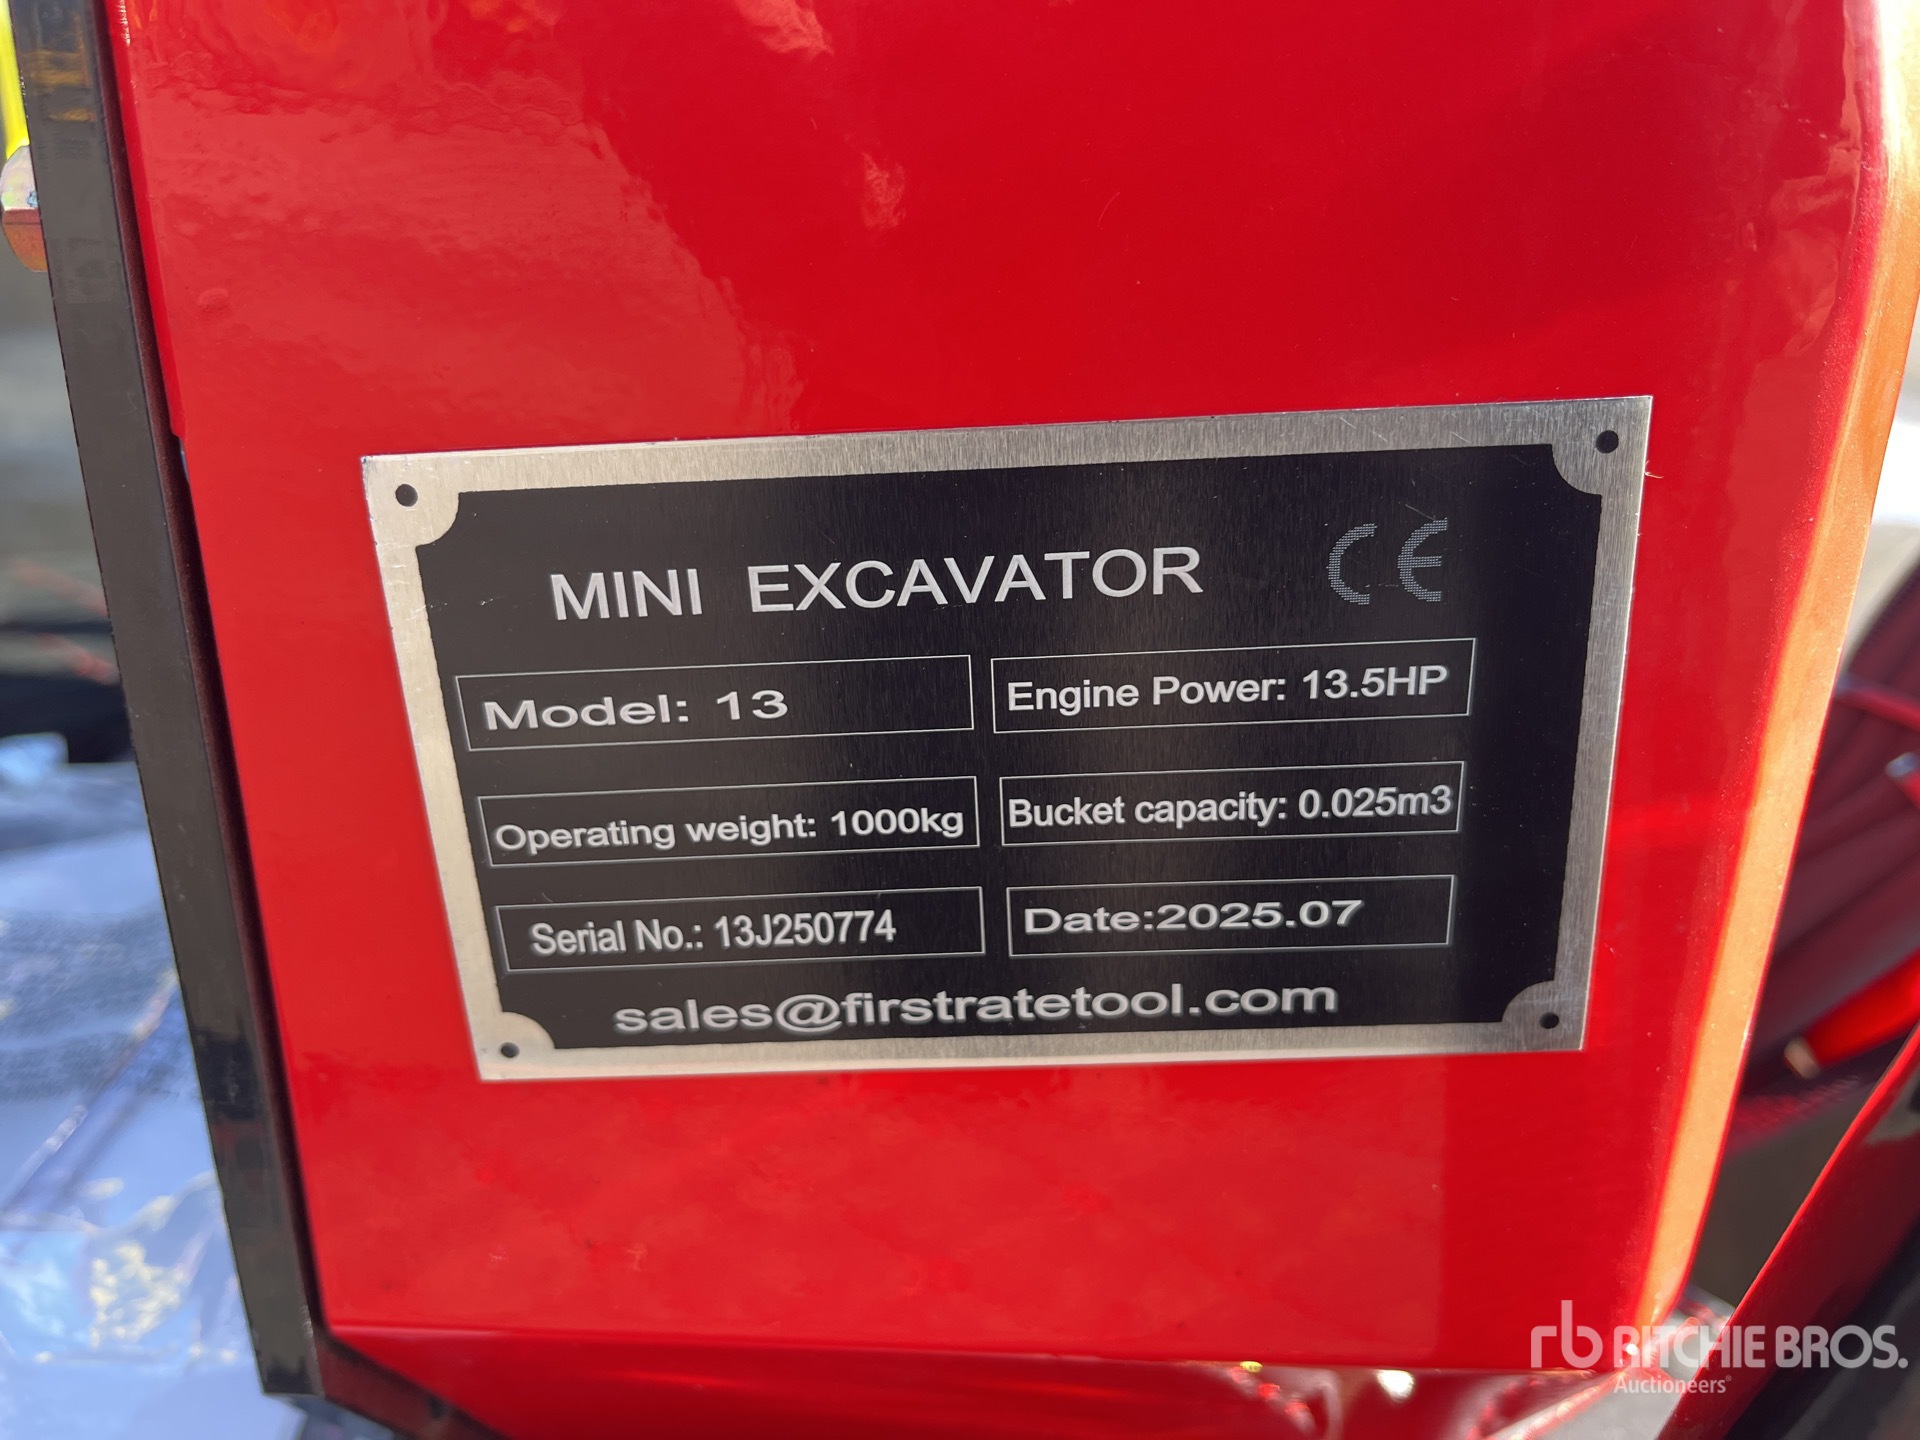 MINI EXCAVATOR CE
Model: 13
Engine Power: 13.5HP
Operating weight: 1000kg
Bucket capacity: 0.025m3
Serial No.: 13J250774
Date:2025.07
sales@firstratetool.com
rb RITCHIE BROS.
Auctioneers®